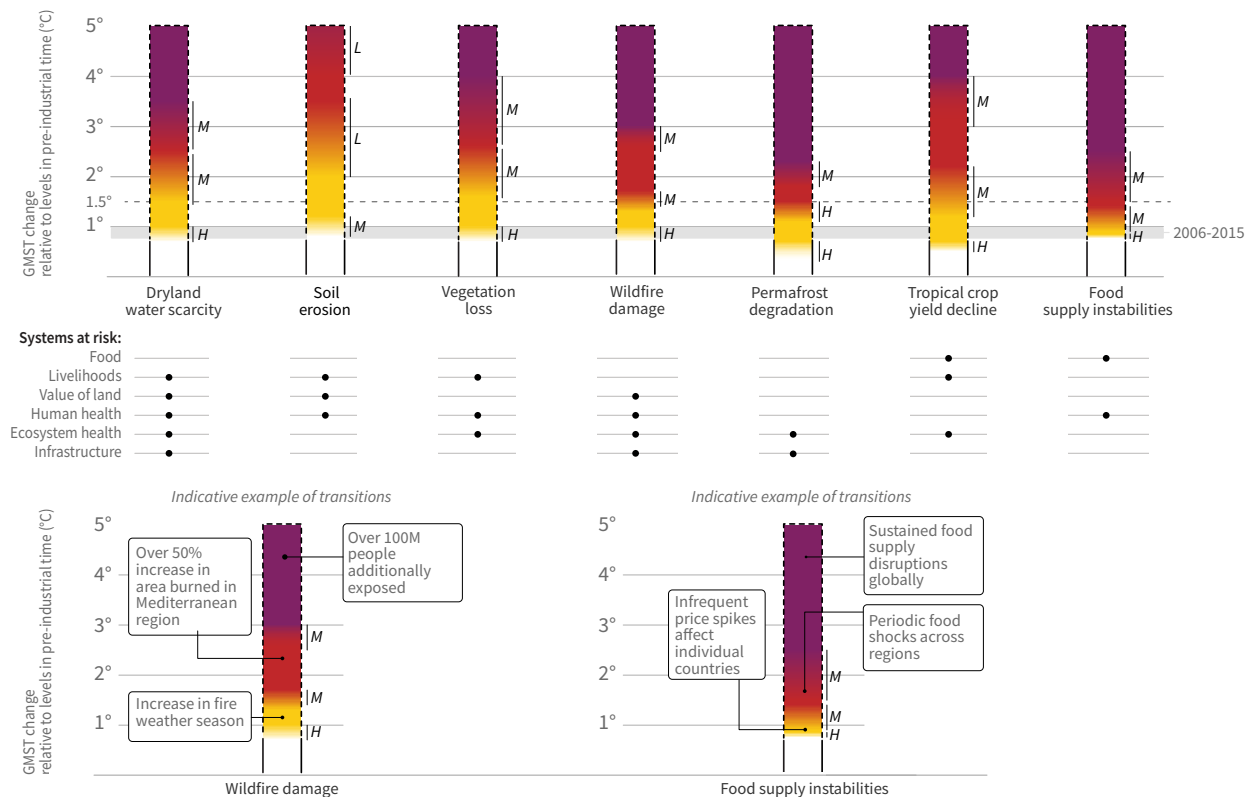 GMST change
relative to levels in pre-industrial time (°C)
5°
4°
3°
2°
1.5°
1°
M
M
H
L
L
M
M
M
H
M
M
H
M
H
H
M
M
H
M
M
H
2006-2015
Dryland
water scarcity
Soil
erosion
Vegetation
loss
Wildfire
damage
Permafrost
degradation
Tropical crop
yield decline
Food
supply instabilities
Systems at risk:
Food
Livelihoods
Value of land
Human health
Ecosystem health
Infrastructure
Indicative example of transitions
GMST change
relative to levels in pre-industrial time (°C)
5°
4°
3°
2°
1°
Over 50%
increase in
area burned in
Mediterranean
region
Over 100M
people
additionally
exposed
Increase in fire
weather season
M
M
H
Wildfire damage
Indicative example of transitions
5°
4°
3°
2°
1°
Sustained food
supply
disruptions
globally
Infrequent
price spikes
affect
individual
countries
Periodic food
shocks across
regions
M
M
H
Food supply instabilities